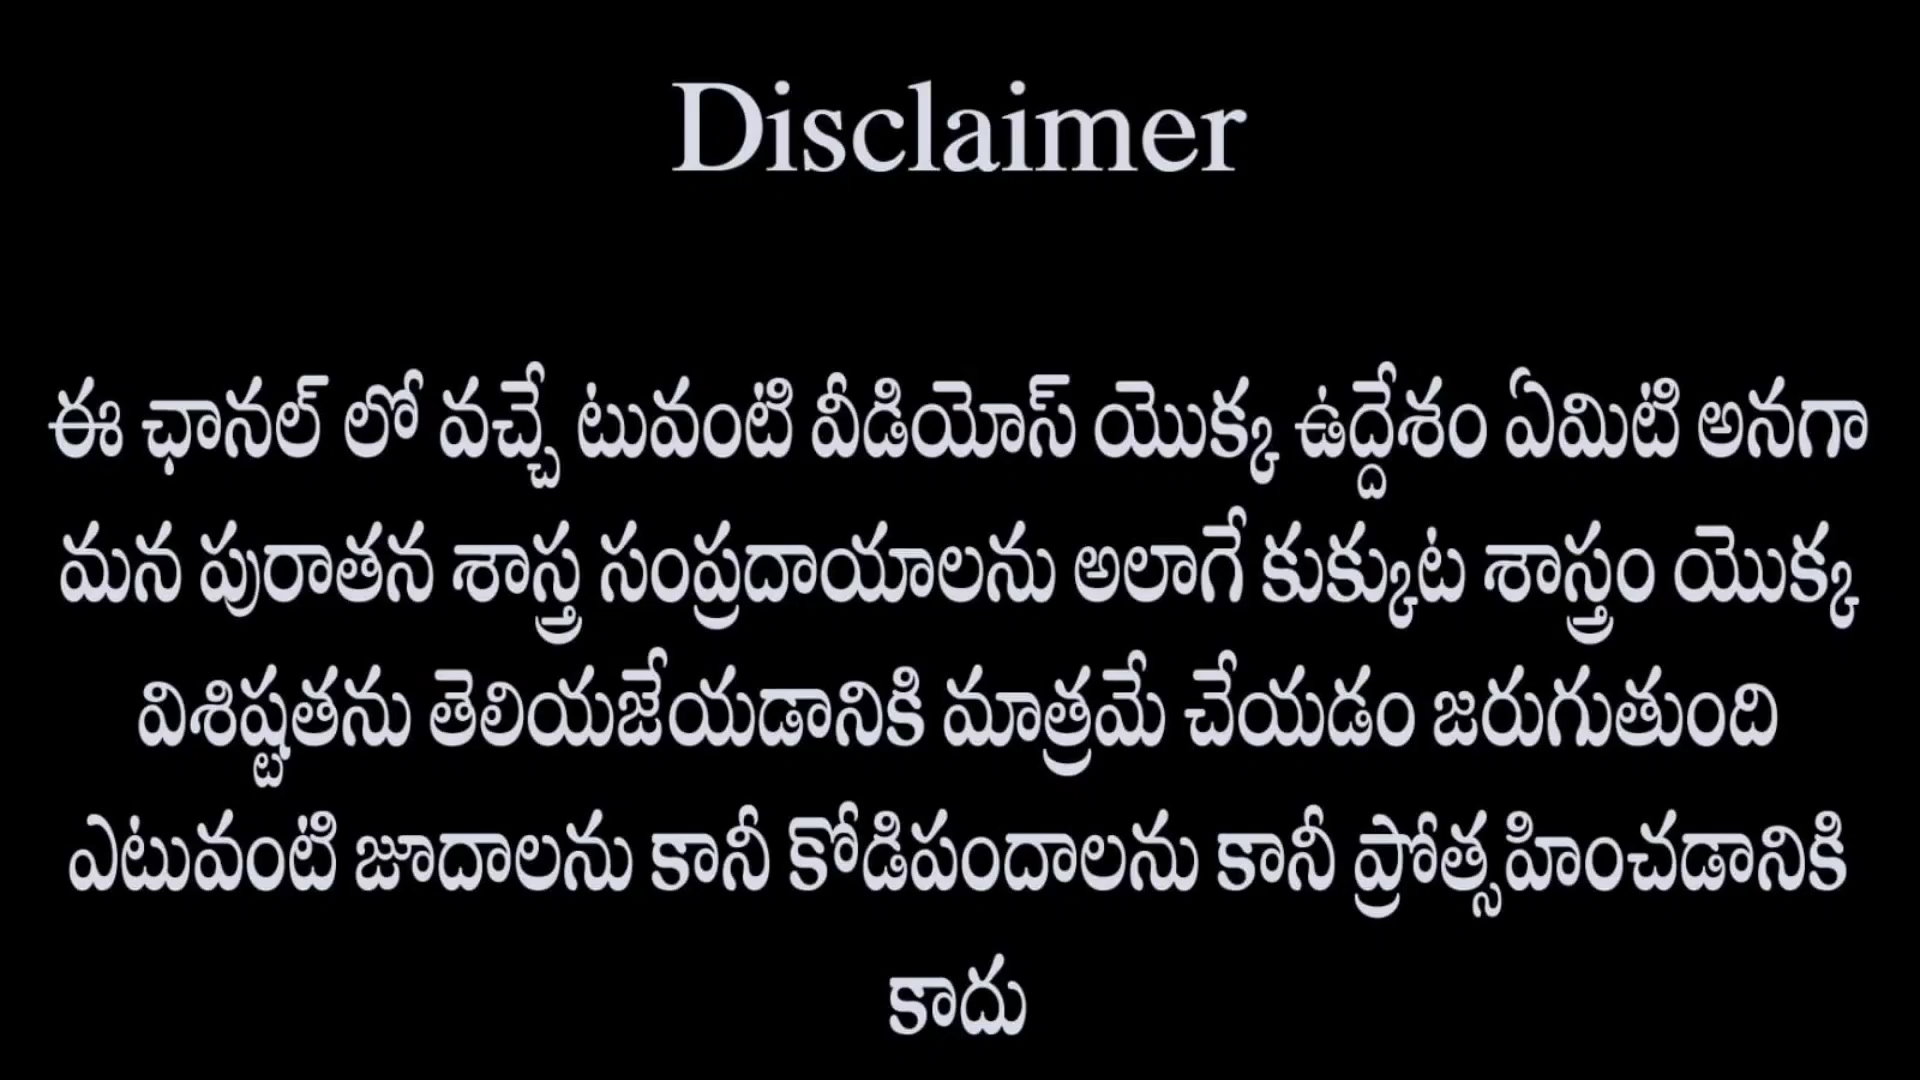 Disclaimer
ఈ ఛానల్ లో వచ్చే టువంటి వీడియోస్ యొక్క ఉద్దేశం ఏమిటి అనగా
మన పురాతన శాస్త్ర సంప్రదాయాలను అలాగే కుక్కుట శాస్త్రం యొక్క
విశిష్టతను తెలియజేయడానికి మాత్రమే చేయడం జరుగుతుంది
ఎటువంటి జూదాలను కానీ కోడిపందాలను కానీ ప్రోత్సహించడానికి
కాదు